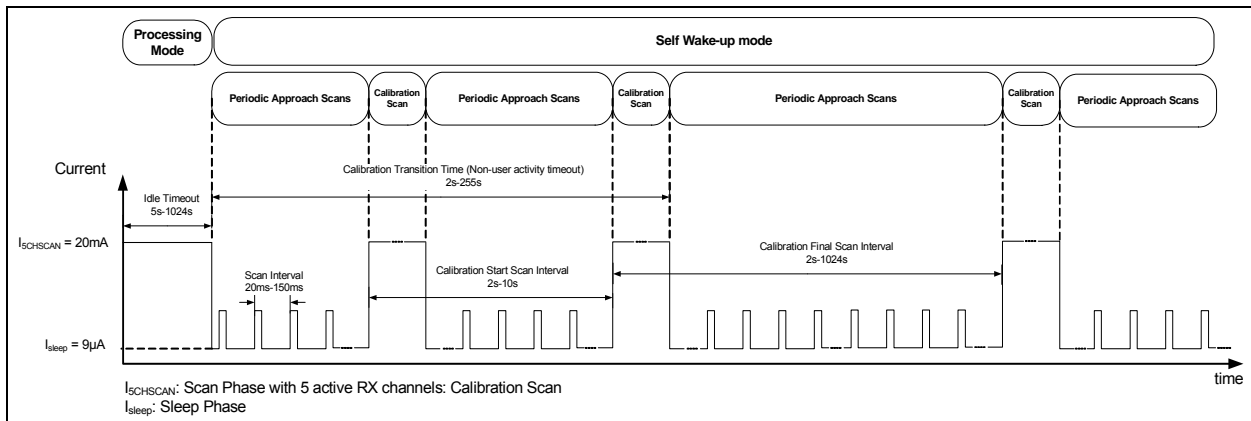 Processing
Mode
Self Wake-up mode
Periodic Approach Scans
Calibration
Scan
Periodic Approach Scans
Calibration
Scan
Periodic Approach Scans
Calibration
Scan
Periodic Approach Scans
Current
Calibration Transition Time (Non-user activity timeout)
2s-255s
Idle Timeout
5s-1024s
I5CHSCAN = 20mA
Scan Interval
20ms-150ms
Calibration Start Scan Interval
2s-10s
Calibration Final Scan Interval
2s-1024s
Isleep = 9µA
time
I5CHSCAN: Scan Phase with 5 active RX channels: Calibration Scan
Isleep: Sleep Phase